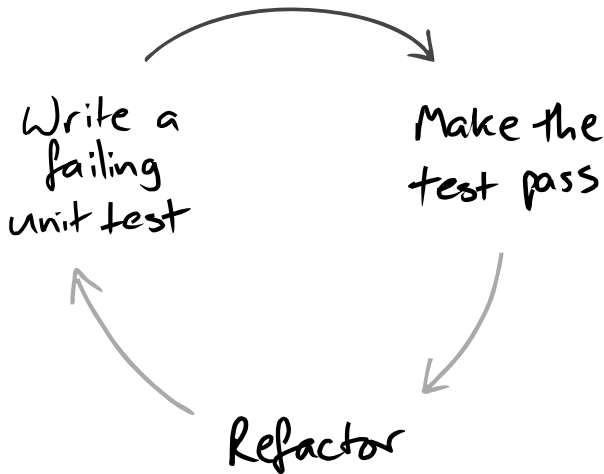 Write a
failing
unit test
Make the
test pass
Refactor